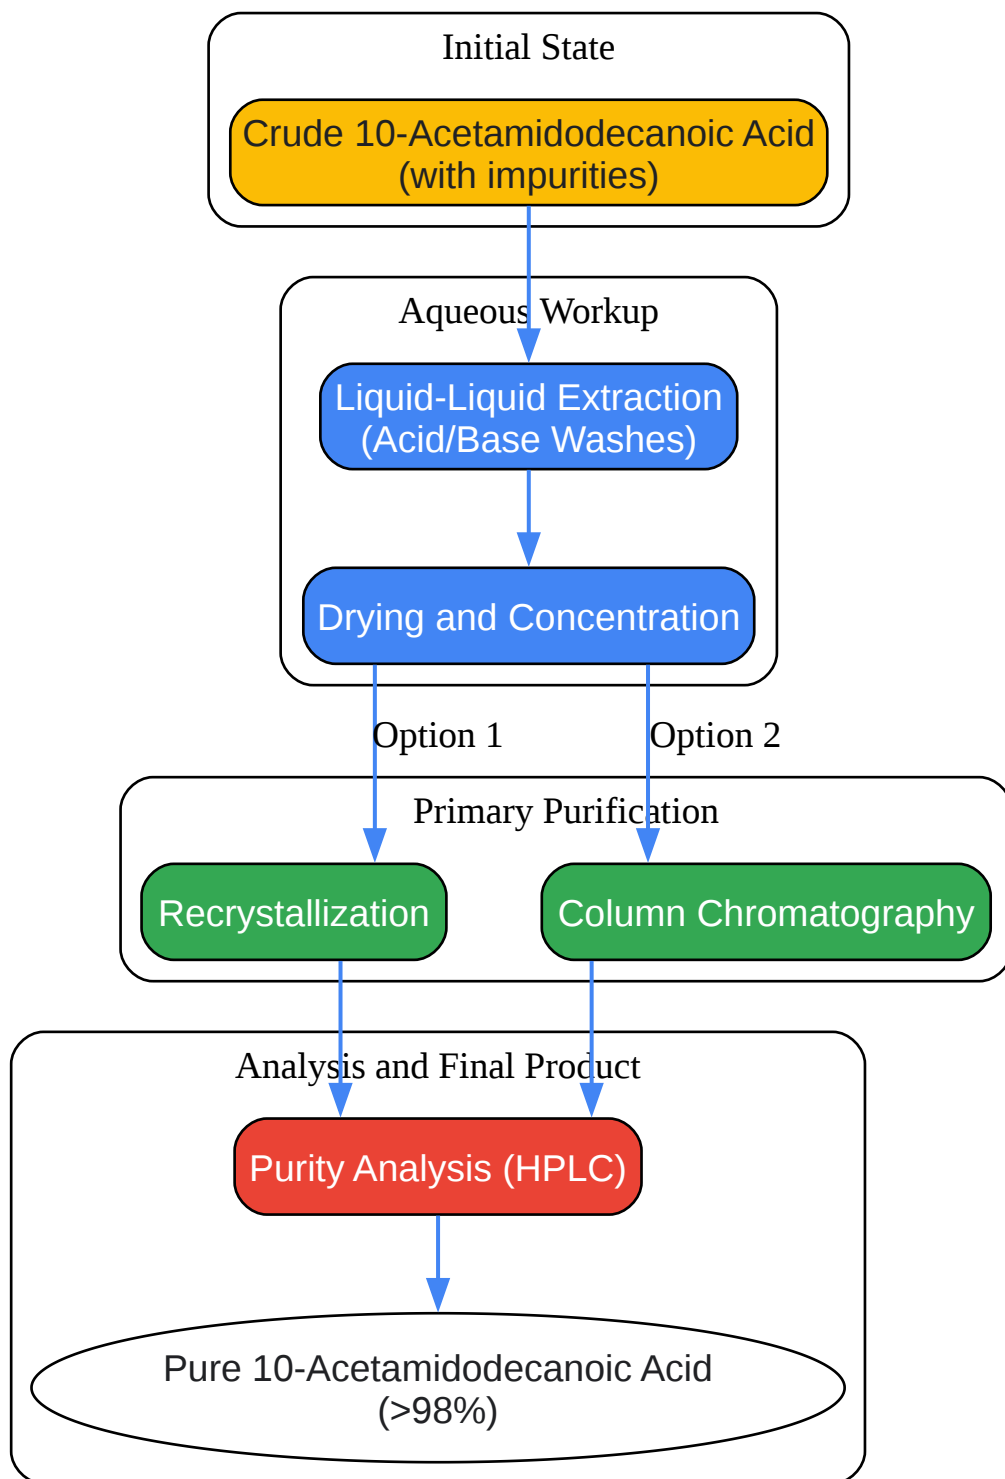 Initial State
Crude 10-Acetamidodecanoic Acid
(with impurities)
Aqueous Workup
Liquid-Liquid Extraction
(Acid/Base Washes)
Drying and Concentration
Option 1
Option 2
Primary Purification
Recrystallization
Column Chromatography
Analysis and Final Product
Purity Analysis (HPLC)
Pure 10-Acetamidodecanoic Acid
(>98%)